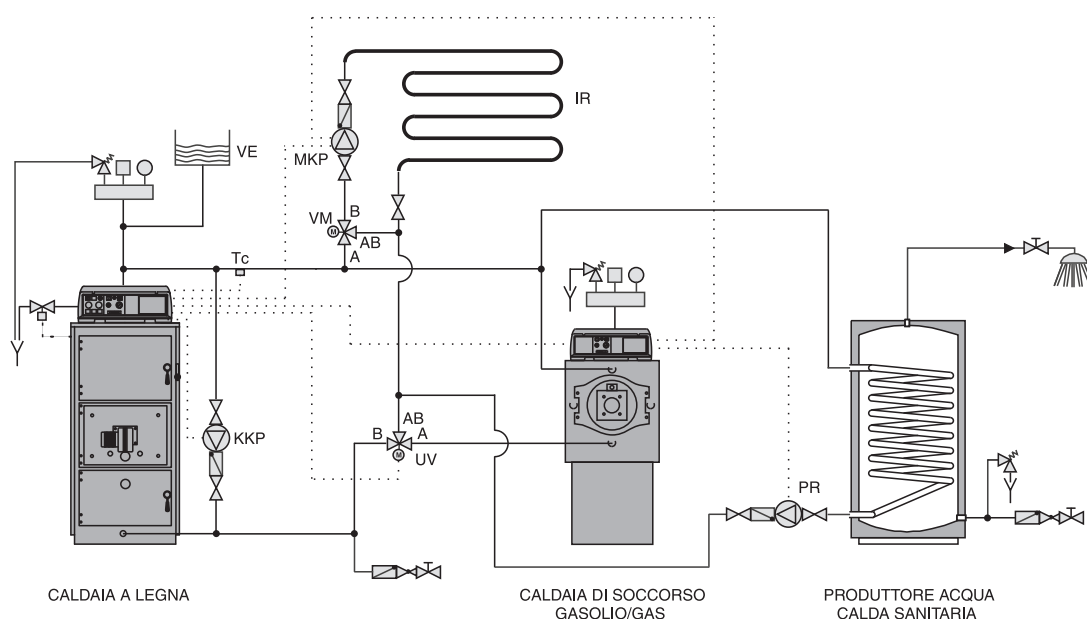 VE
IR
MKP
B
VM
M
AB
A
Tc
KKP
AB
B
A
M
UV
PR
CALDAIA A LEGNA
CALDAIA DI SOCCORSO
GASOLIO/GAS
PRODUTTORE ACQUA
CALDA SANITARIA